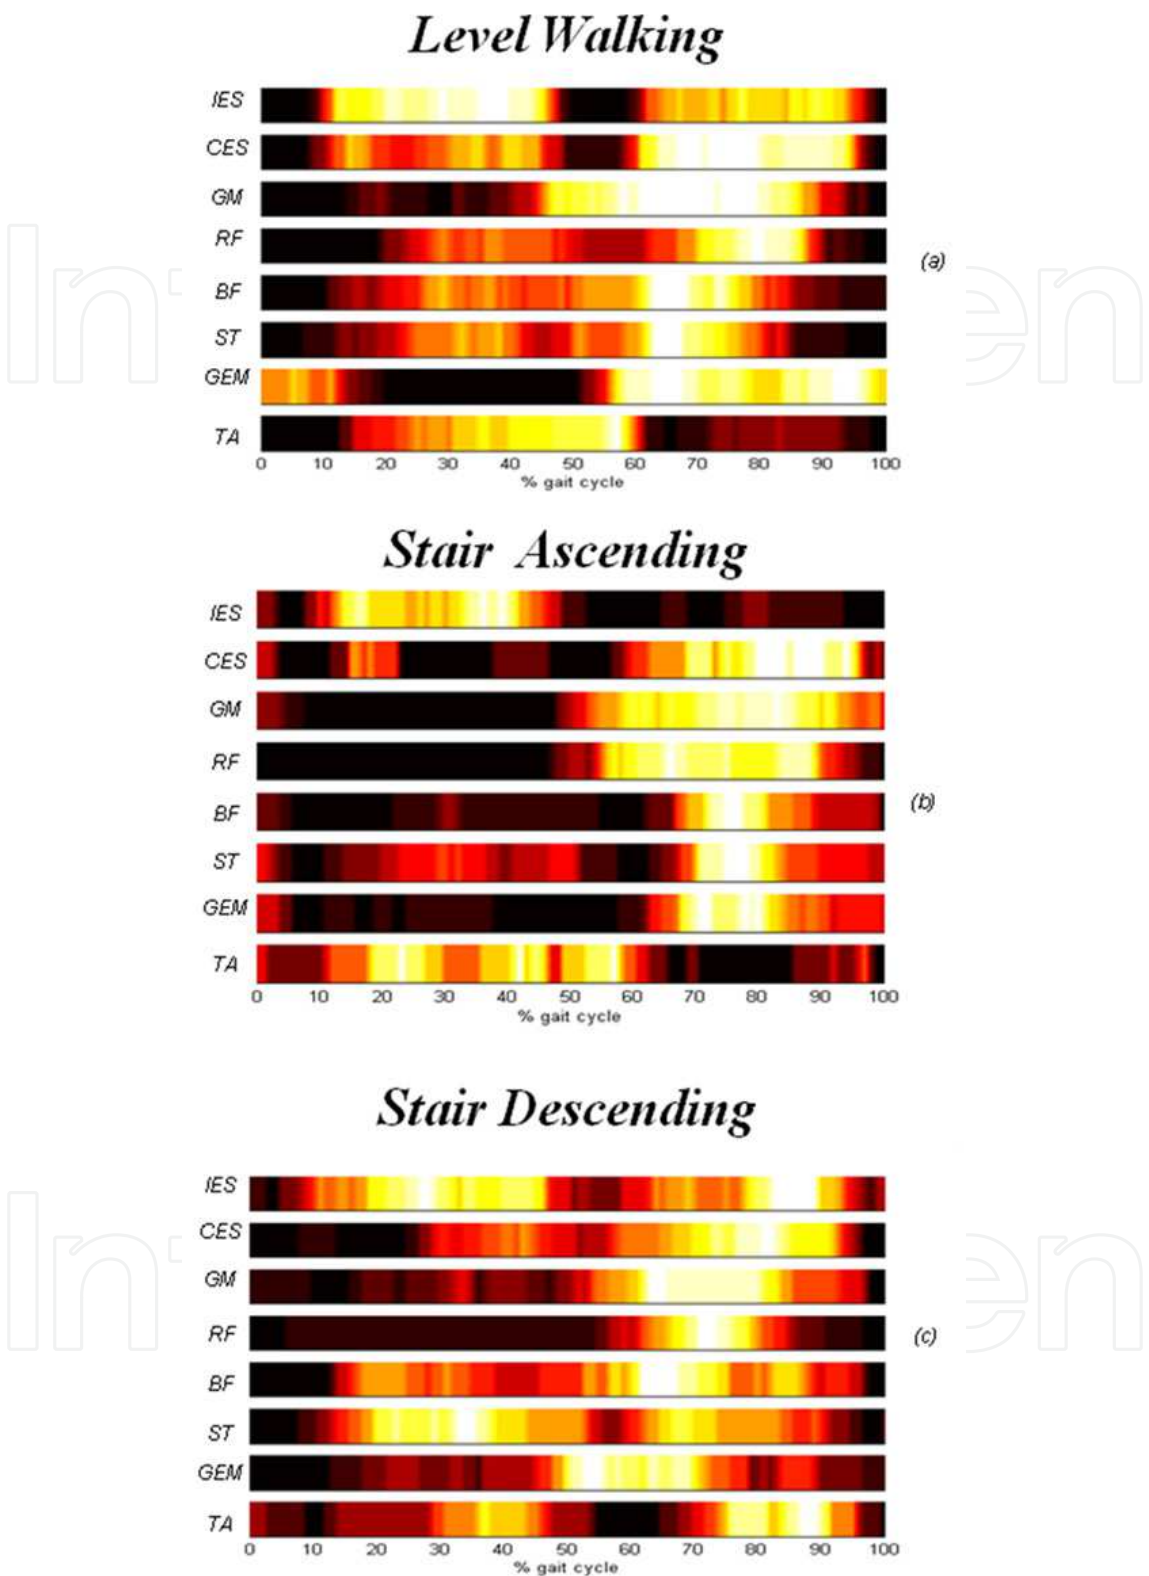 Level Walking
IES
CES
GM
RF
(a)
BF
ST
GEM
TA
0 10 20 30 40 50 60 70 80 90 100
% gait cycle
Stair Ascending
IES
CES
GM
RF
(b)
BF
ST
GEM
TA
0 10 20 30 40 50 60 70 80 90 100
% gait cycle
Stair Descending
IES
CES
GM
RF
(c)
BF
ST
GEM
TA
0 10 20 30 40 50 60 70 80 90 100
% gait cycle